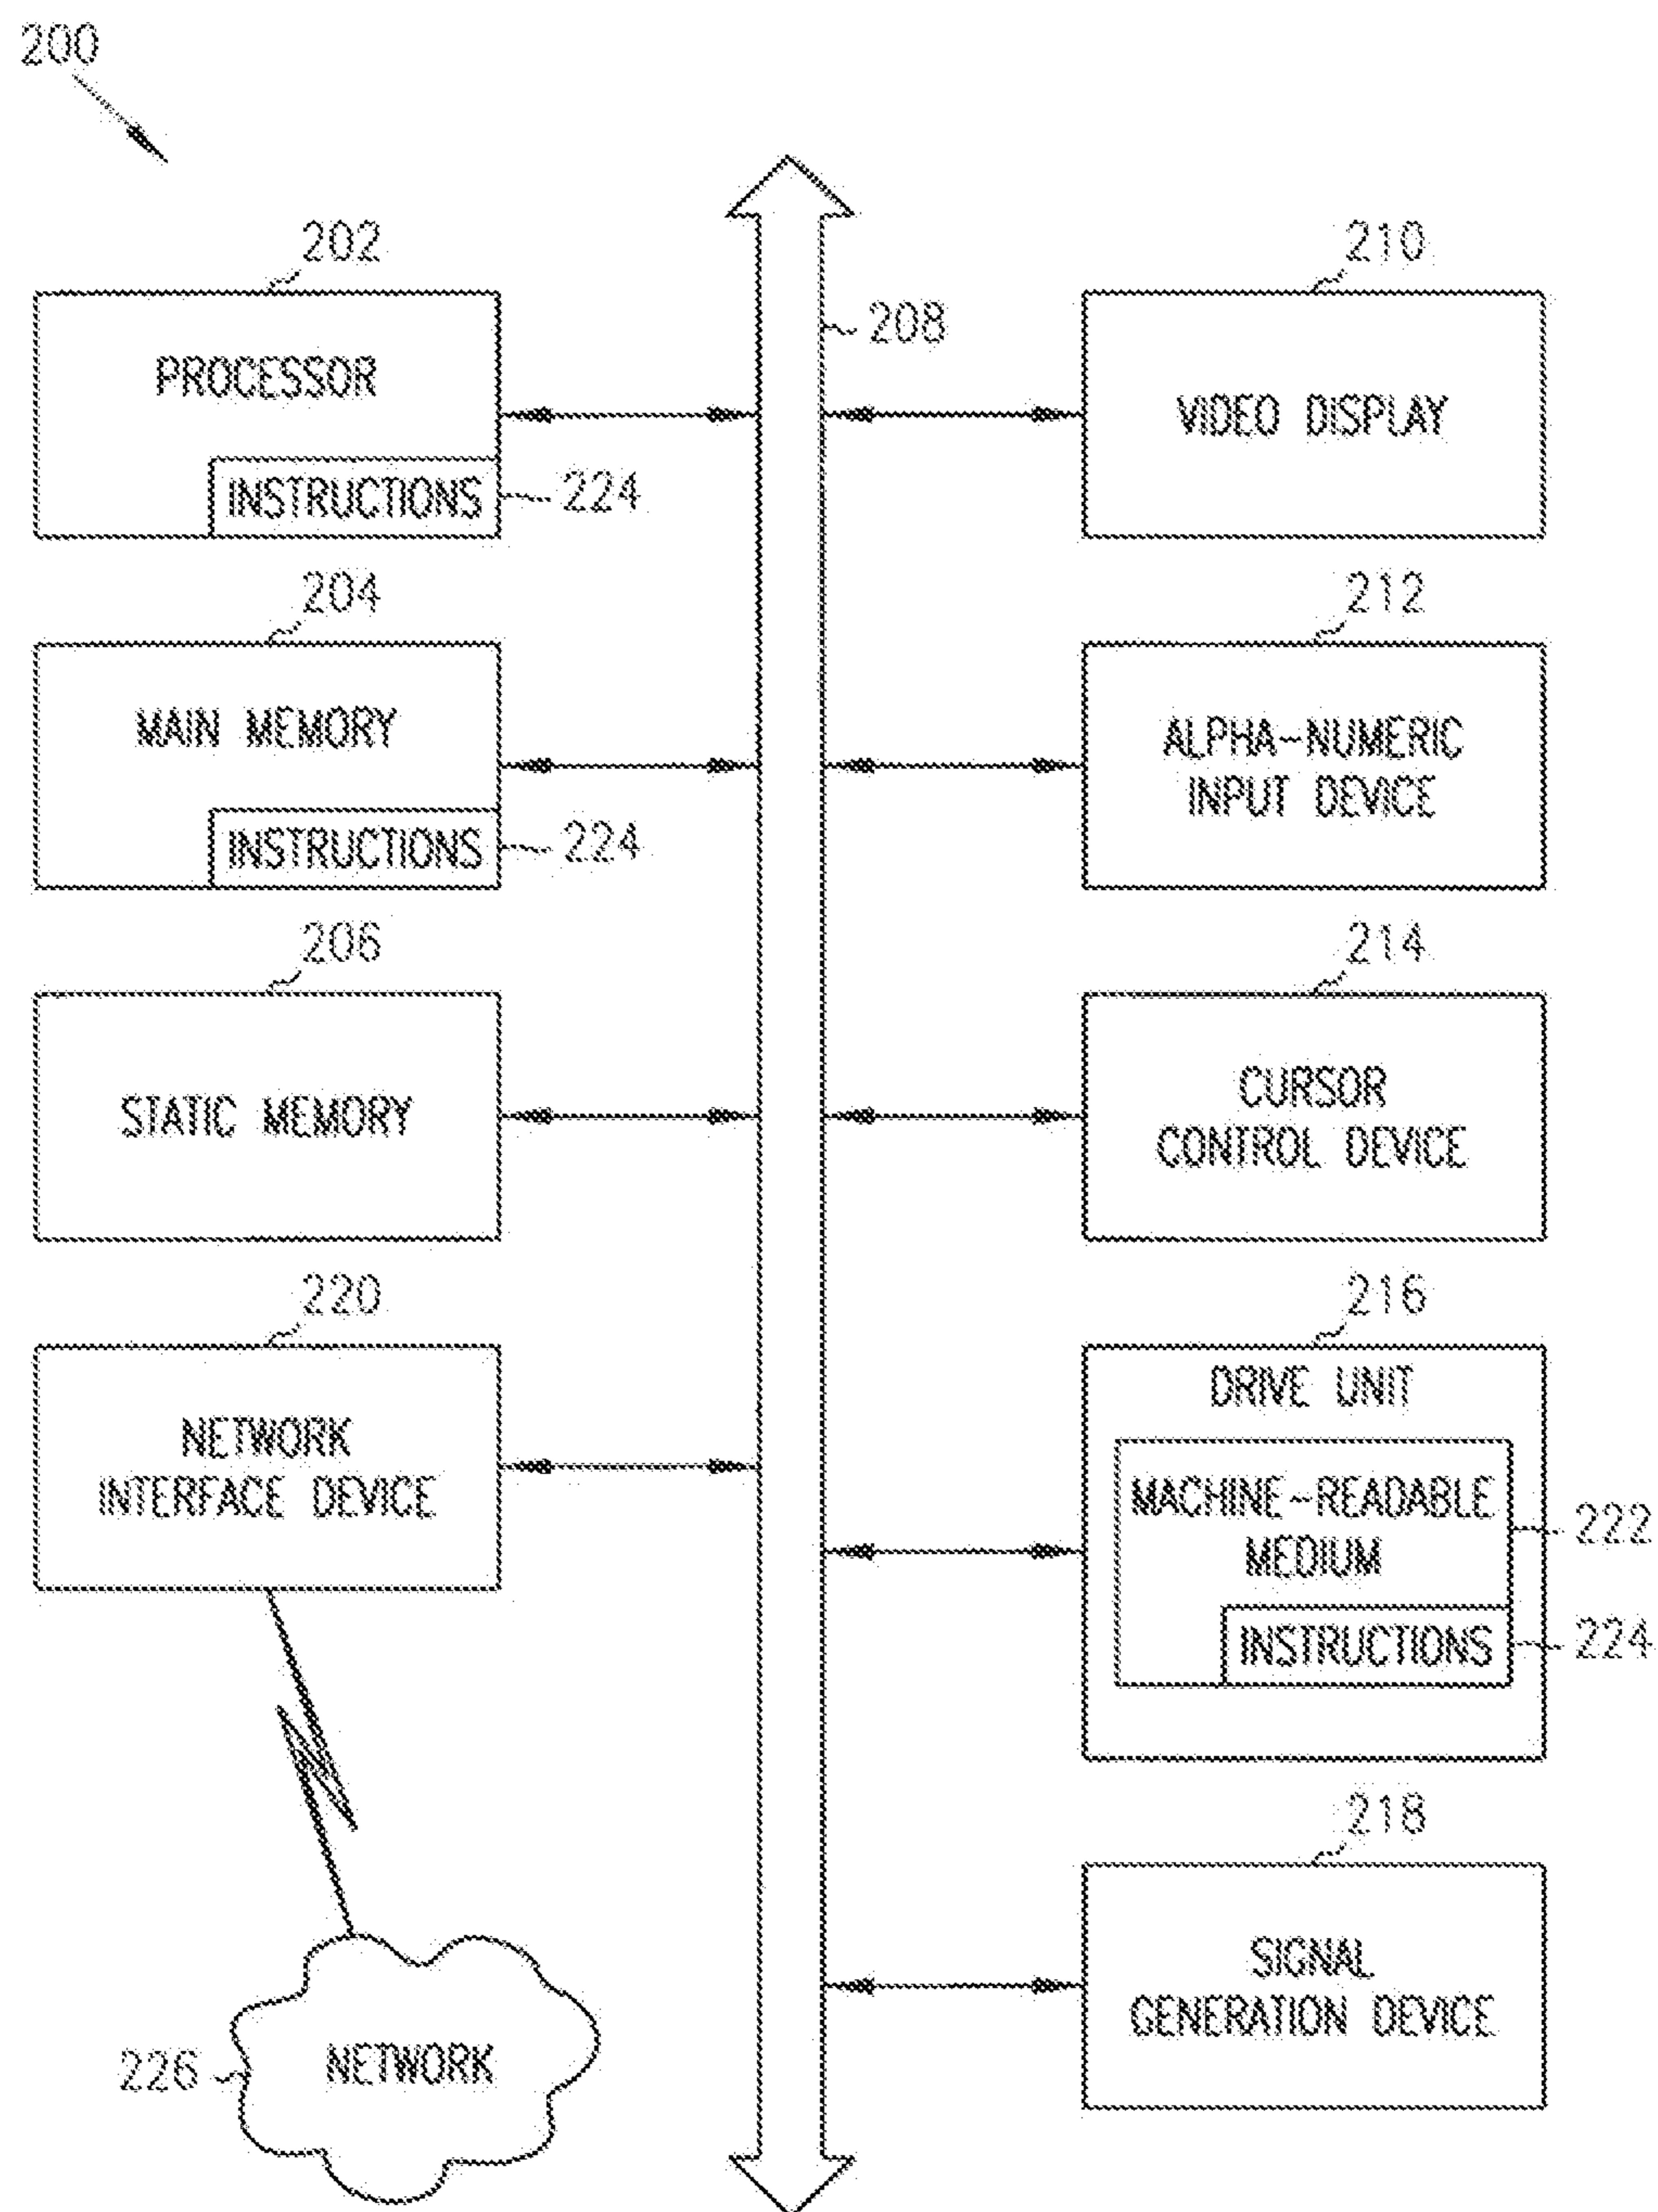 200
202
PROCESSOR
INSTRUCTIONS
224
204
MAIN MEMORY
INSTRUCTIONS
224
206
STATIC MEMORY
220
NETWORK
INTERFACE DEVICE
226
NETWORK
208
210
VIDEO DISPLAY
212
ALPHA-NUMERIC
INPUT DEVICE
214
CURSOR
CONTROL DEVICE
216
DRIVE UNIT
MACHINE-READABLE
MEDIUM
222
INSTRUCTIONS
224
218
SIGNAL
GENERATION DEVICE